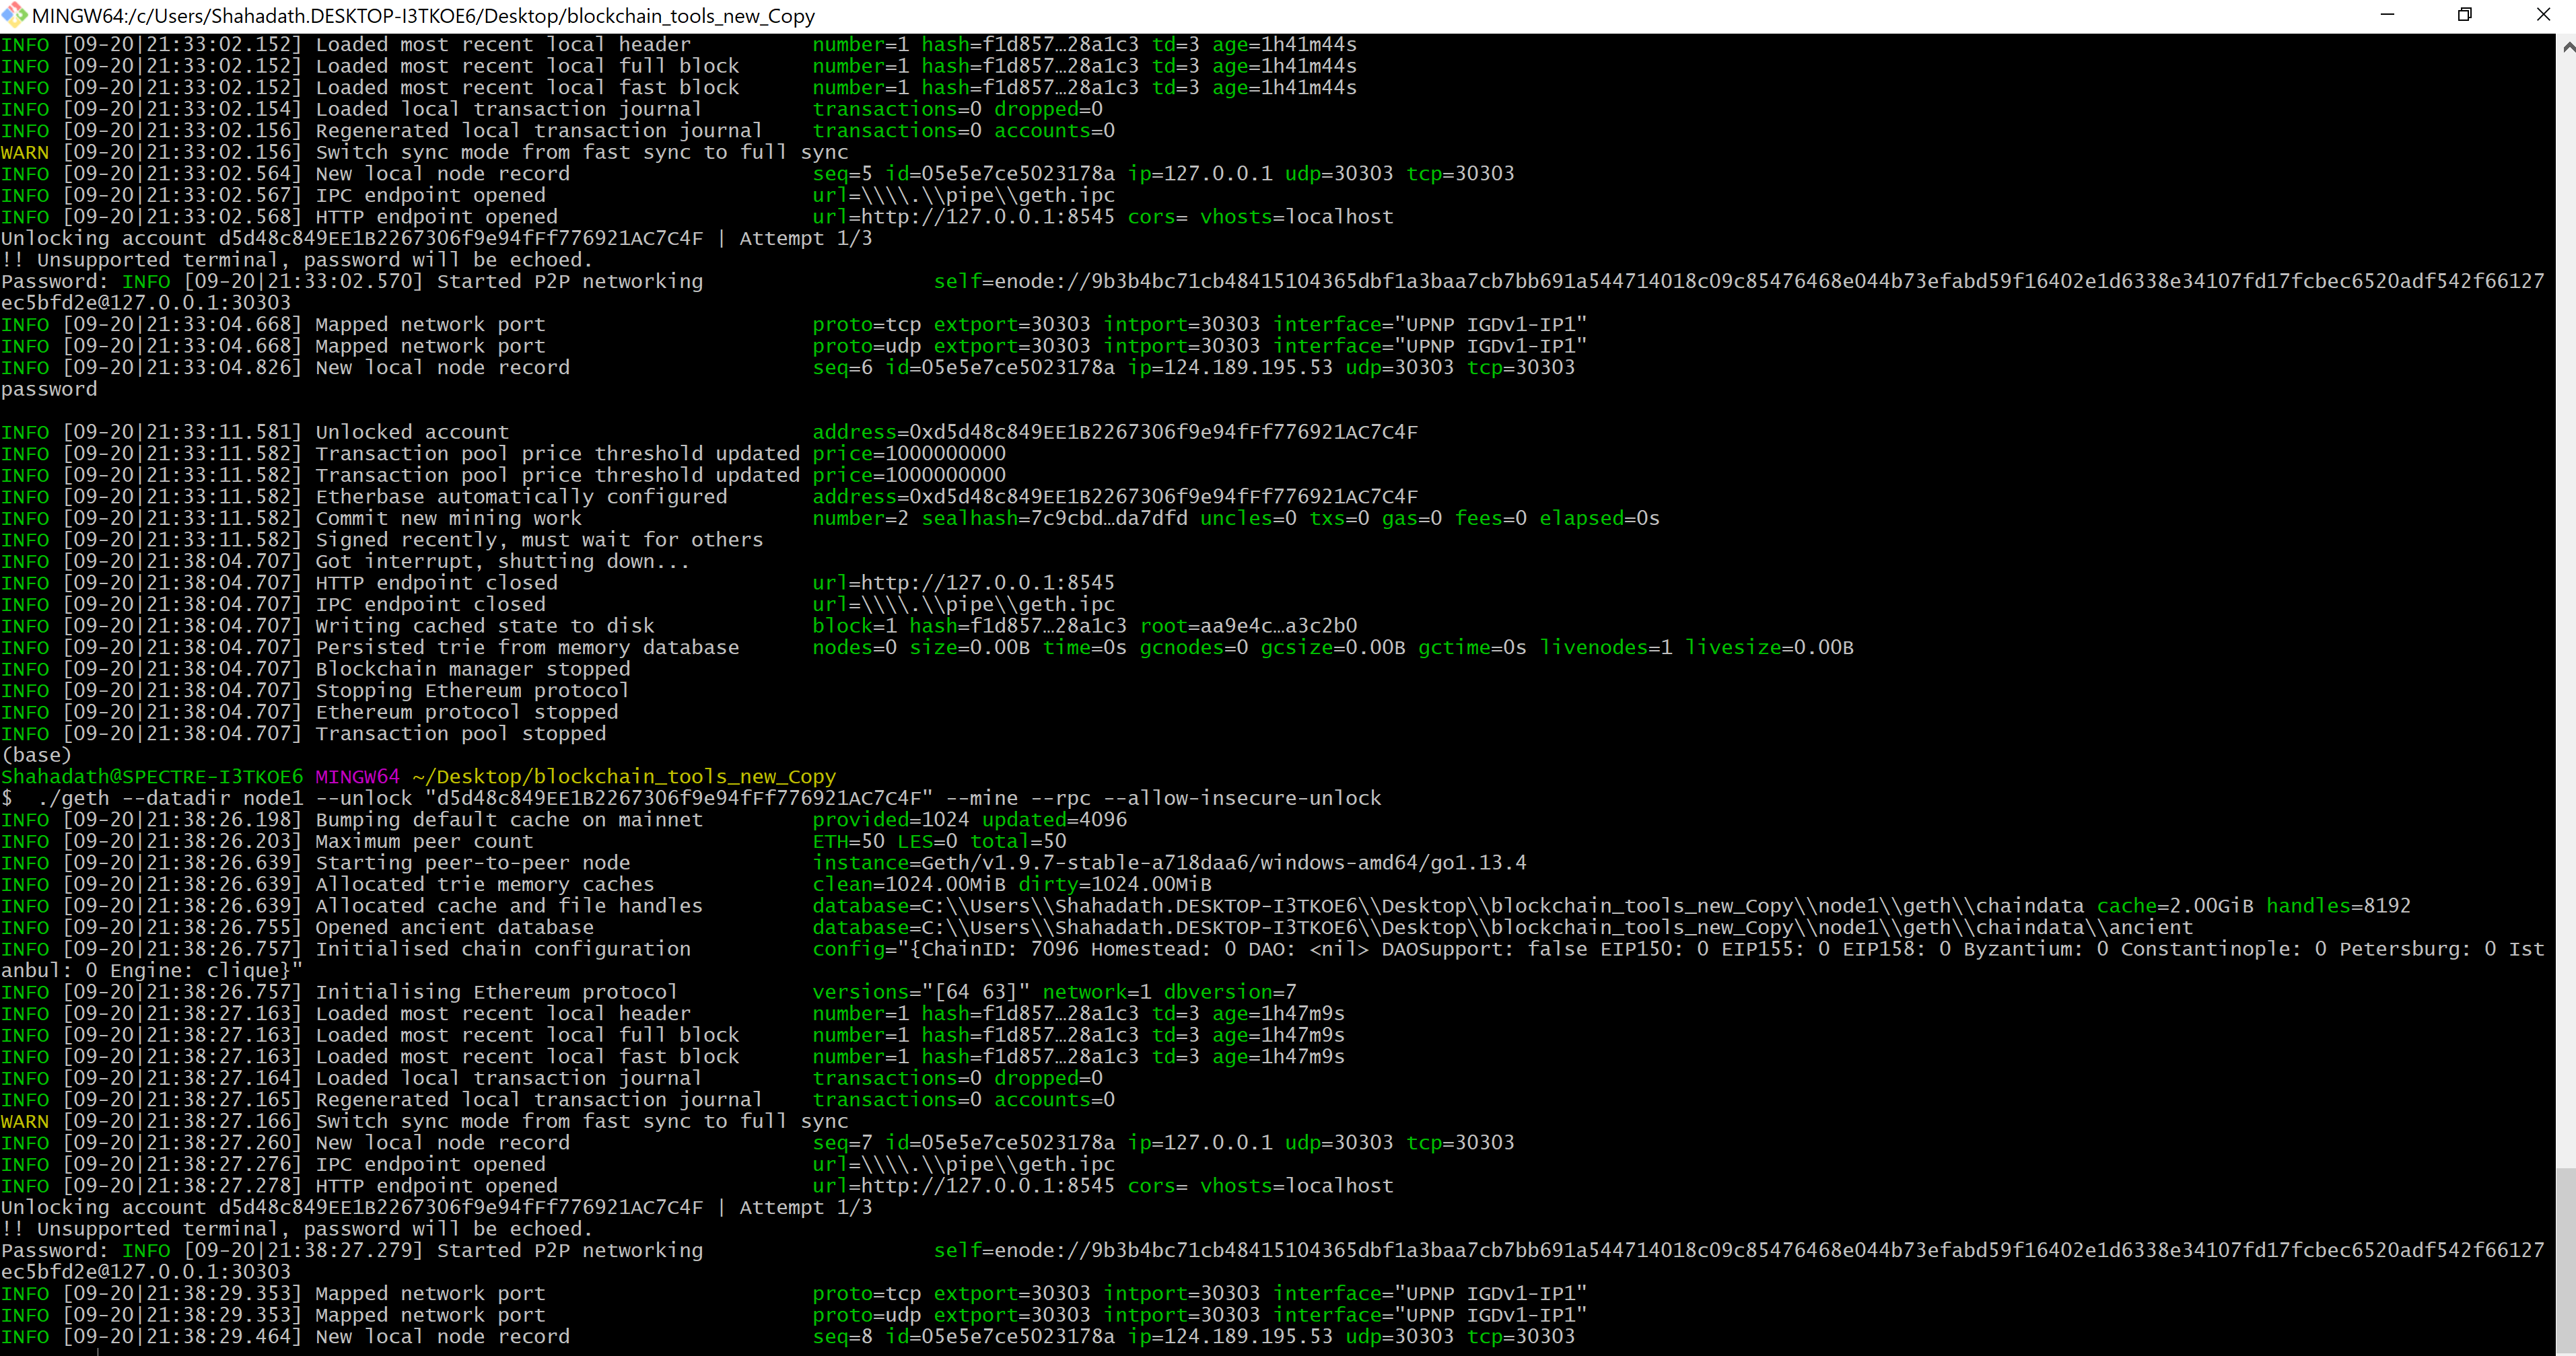 MINGW64:/c/Users/Shahadath.DESKTOP-I3TKOE6/Desktop/blockchain_tools_new_Copy
INFO [09-20|21:33:02.152] Loaded most recent local header number=1 hash=f1d857…28a1c3 td=3 age=1h41m44s
INFO [09-20|21:33:02.152] Loaded most recent local full block number=1 hash=f1d857…28a1c3 td=3 age=1h41m44s
INFO [09-20|21:33:02.152] Loaded most recent local fast block number=1 hash=f1d857…28a1c3 td=3 age=1h41m44s
INFO [09-20|21:33:02.154] Loaded local transaction journal transactions=0 dropped=0
INFO [09-20|21:33:02.156] Regenerated local transaction journal transactions=0 accounts=0
WARN [09-20|21:33:02.156] Switch sync mode from fast sync to full sync
INFO [09-20|21:33:02.564] New local node record seq=5 id=05e5e7ce5023178a ip=127.0.0.1 udp=30303 tcp=30303
INFO [09-20|21:33:02.567] IPC endpoint opened url=\\\\.\\pipe\\geth.ipc
INFO [09-20|21:33:02.568] HTTP endpoint opened url=http://127.0.0.1:8545 cors= vhosts=localhost
Unlocking account d5d48c849EE1B2267306f9e94fFf776921AC7C4F | Attempt 1/3
!! Unsupported terminal, password will be echoed.
Password: INFO [09-20|21:33:02.570] Started P2P networking self=enode://9b3b4bc71cb48415104365dbf1a3baa7cb7bb691a544714018c09c85476468e044b73efabd59f16402e1d6338e34107fd17fcbec6520adf542f66127
ec5bfd2e@127.0.0.1:30303
INFO [09-20|21:33:04.668] Mapped network port proto=tcp extport=30303 intport=30303 interface="UPNP IGDv1-IP1"
INFO [09-20|21:33:04.668] Mapped network port proto=udp extport=30303 intport=30303 interface="UPNP IGDv1-IP1"
INFO [09-20|21:33:04.826] New local node record seq=6 id=05e5e7ce5023178a ip=124.189.195.53 udp=30303 tcp=30303
password
INFO [09-20|21:33:11.581] Unlocked account address=0xd5d48c849EE1B2267306f9e94fFf776921AC7C4F
INFO [09-20|21:33:11.582] Transaction pool price threshold updated price=1000000000
INFO [09-20|21:33:11.582] Transaction pool price threshold updated price=1000000000
INFO [09-20|21:33:11.582] Etherbase automatically configured address=0xd5d48c849EE1B2267306f9e94fFf776921AC7C4F
INFO [09-20|21:33:11.582] Commit new mining work number=2 sealhash=7c9cbd…da7dfd uncles=0 txs=0 gas=0 fees=0 elapsed=0s
INFO [09-20|21:33:11.582] Signed recently, must wait for others
INFO [09-20|21:38:04.707] Got interrupt, shutting down...
INFO [09-20|21:38:04.707] HTTP endpoint closed url=http://127.0.0.1:8545
INFO [09-20|21:38:04.707] IPC endpoint closed url=\\\\.\\pipe\\geth.ipc
INFO [09-20|21:38:04.707] Writing cached state to disk block=1 hash=f1d857…28a1c3 root=aa9e4c…a3c2b0
INFO [09-20|21:38:04.707] Persisted trie from memory database nodes=0 size=0.00B time=0s gcnodes=0 gcsize=0.00B gctime=0s livenodes=1 livesize=0.00B
INFO [09-20|21:38:04.707] Blockchain manager stopped
INFO [09-20|21:38:04.707] Stopping Ethereum protocol
INFO [09-20|21:38:04.707] Ethereum protocol stopped
INFO [09-20|21:38:04.707] Transaction pool stopped
(base)
Shahadath@SPECTRE-I3TKOE6 MINGW64 ~/Desktop/blockchain_tools_new_Copy
$ ./geth --datadir node1 --unlock "d5d48c849EE1B2267306f9e94fFf776921AC7C4F" --mine --rpc --allow-insecure-unlock
INFO [09-20|21:38:26.198] Bumping default cache on mainnet provided=1024 updated=4096
INFO [09-20|21:38:26.203] Maximum peer count ETH=50 LES=0 total=50
INFO [09-20|21:38:26.639] Starting peer-to-peer node instance=Geth/v1.9.7-stable-a718daa6/windows-amd64/go1.13.4
INFO [09-20|21:38:26.639] Allocated trie memory caches clean=1024.00MiB dirty=1024.00MiB
INFO [09-20|21:38:26.639] Allocated cache and file handles database=C:\\Users\\Shahadath.DESKTOP-I3TKOE6\\Desktop\\blockchain_tools_new_Copy\\node1\\geth\\chaindata cache=2.00GiB handles=8192
INFO [09-20|21:38:26.755] Opened ancient database database=C:\\Users\\Shahadath.DESKTOP-I3TKOE6\\Desktop\\blockchain_tools_new_Copy\\node1\\geth\\chaindata\\ancient
INFO [09-20|21:38:26.757] Initialised chain configuration config="{ChainID: 7096 Homestead: 0 DAO: <nil> DAOSupport: false EIP150: 0 EIP155: 0 EIP158: 0 Byzantium: 0 Constantinople: 0 Petersburg: 0 Ist
anbul: 0 Engine: clique}"
INFO [09-20|21:38:26.757] Initialising Ethereum protocol versions="[64 63]" network=1 dbversion=7
INFO [09-20|21:38:27.163] Loaded most recent local header number=1 hash=f1d857…28a1c3 td=3 age=1h47m9s
INFO [09-20|21:38:27.163] Loaded most recent local full block number=1 hash=f1d857…28a1c3 td=3 age=1h47m9s
INFO [09-20|21:38:27.163] Loaded most recent local fast block number=1 hash=f1d857…28a1c3 td=3 age=1h47m9s
INFO [09-20|21:38:27.164] Loaded local transaction journal transactions=0 dropped=0
INFO [09-20|21:38:27.165] Regenerated local transaction journal transactions=0 accounts=0
WARN [09-20|21:38:27.166] Switch sync mode from fast sync to full sync
INFO [09-20|21:38:27.260] New local node record seq=7 id=05e5e7ce5023178a ip=127.0.0.1 udp=30303 tcp=30303
INFO [09-20|21:38:27.276] IPC endpoint opened url=\\\\.\\pipe\\geth.ipc
INFO [09-20|21:38:27.278] HTTP endpoint opened url=http://127.0.0.1:8545 cors= vhosts=localhost
Unlocking account d5d48c849EE1B2267306f9e94fFf776921AC7C4F | Attempt 1/3
!! Unsupported terminal, password will be echoed.
Password: INFO [09-20|21:38:27.279] Started P2P networking self=enode://9b3b4bc71cb48415104365dbf1a3baa7cb7bb691a544714018c09c85476468e044b73efabd59f16402e1d6338e34107fd17fcbec6520adf542f66127
ec5bfd2e@127.0.0.1:30303
INFO [09-20|21:38:29.353] Mapped network port proto=tcp extport=30303 intport=30303 interface="UPNP IGDv1-IP1"
INFO [09-20|21:38:29.353] Mapped network port proto=udp extport=30303 intport=30303 interface="UPNP IGDv1-IP1"
INFO [09-20|21:38:29.464] New local node record seq=8 id=05e5e7ce5023178a ip=124.189.195.53 udp=30303 tcp=30303